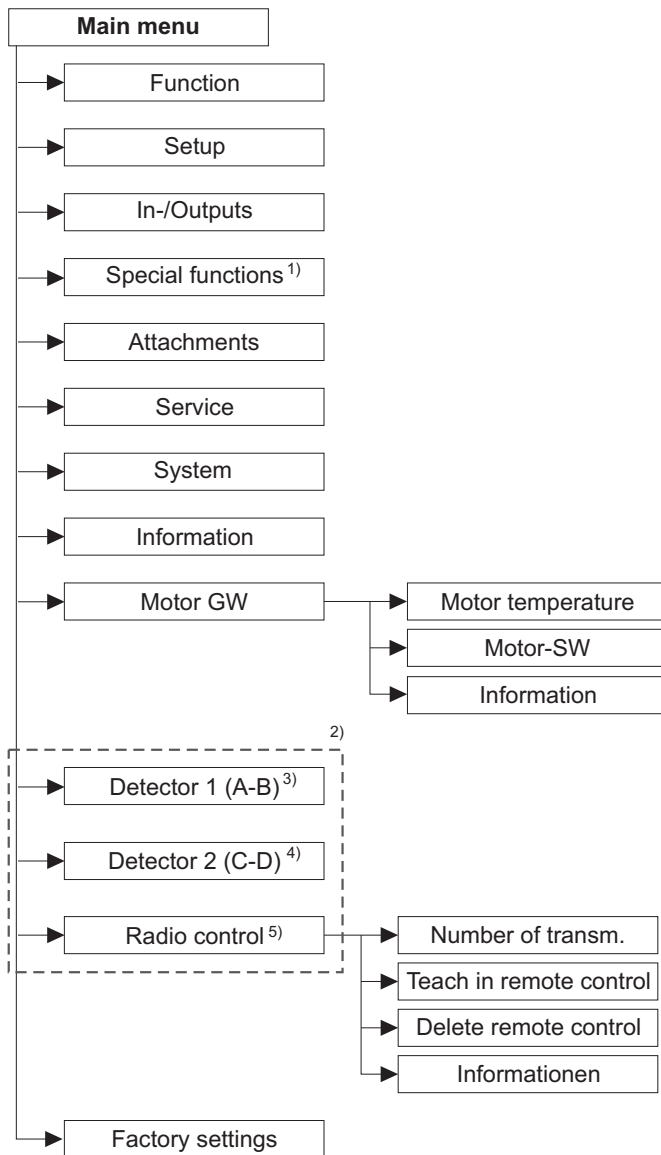 Main menu
Function
Setup
In-/Outputs
Special functions 1)
Attachments
Service
System
Information
Motor GW
Motor temperature
Motor-SW
Information
2)
Detector 1 (A-B) 3)
Detector 2 (C-D) 4)
Radio control 5)
Number of transm.
Teach in remote control
Delete remote control
Informationen
Factory settings